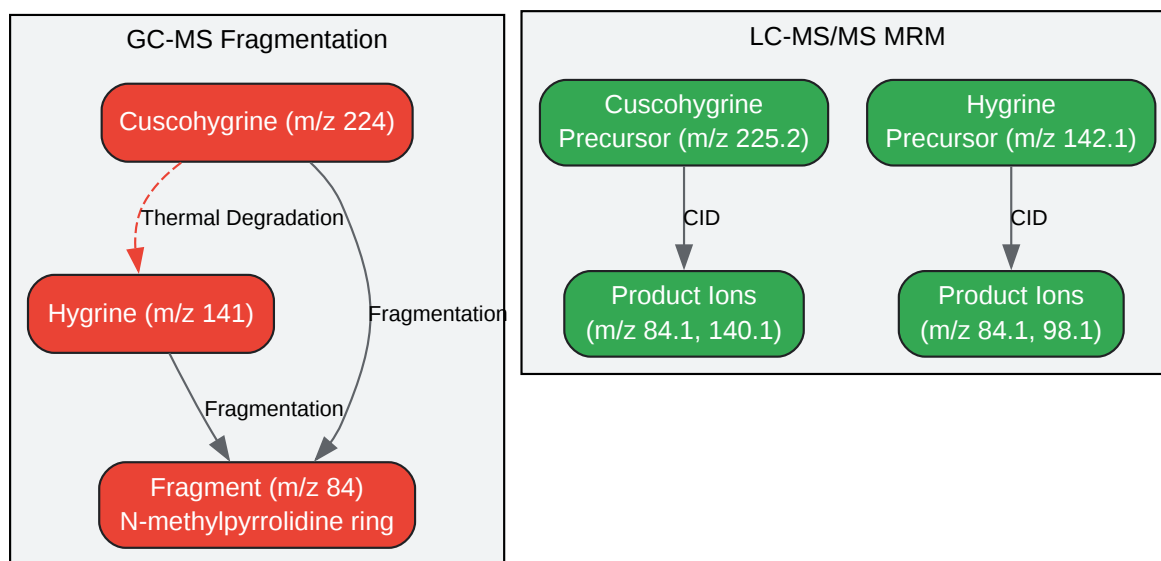 GC-MS Fragmentation
Cuscohygrine (m/z 224)
Thermal Degradation
Hygrine (m/z 141)
Fragmentation
Fragmentation
Fragment (m/z 84)
N-methylpyrrolidine ring
LC-MS/MS MRM
Cuscohygrine
Precursor (m/z 225.2)
CID
Product Ions
(m/z 84.1, 140.1)
Hygrine
Precursor (m/z 142.1)
CID
Product Ions
(m/z 84.1, 98.1)